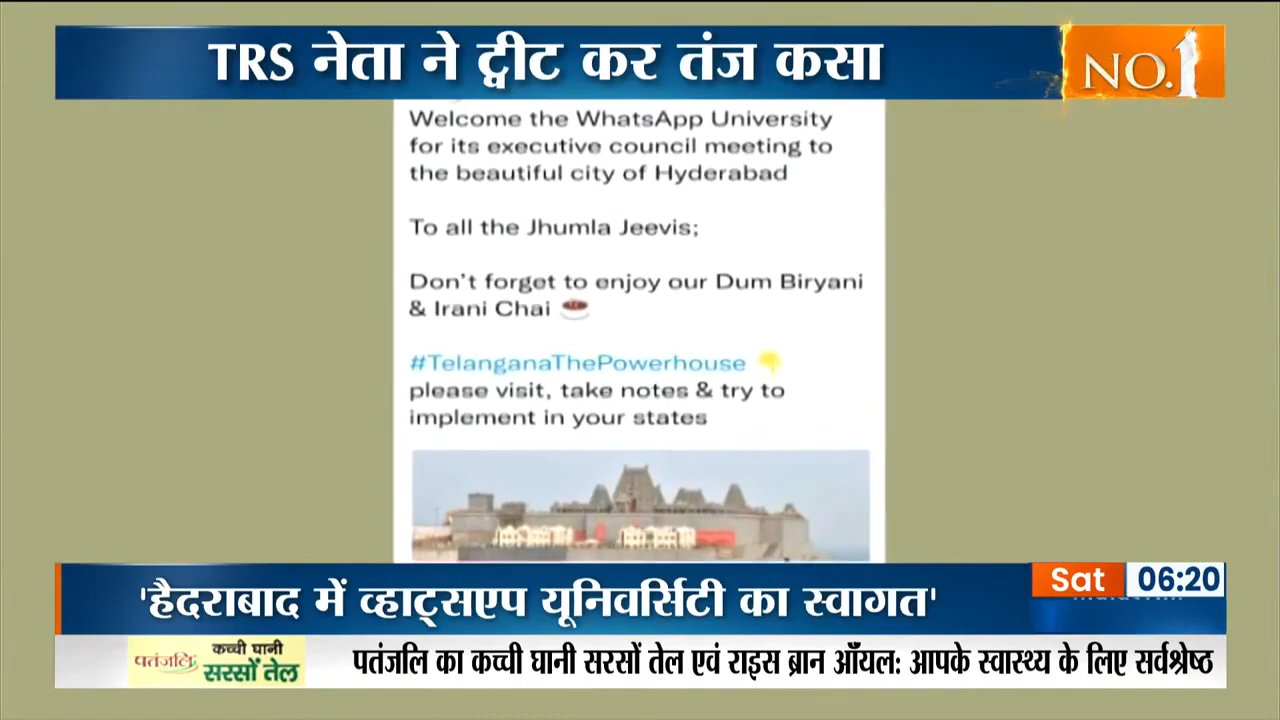 TRS नेता ने ट्वीट कर तंज कसा
NO.1
Welcome the WhatsApp University
for its executive council meeting to
the beautiful city of Hyderabad
To all the Jhumla Jeevis;
Don't forget to enjoy our Dum Biryani
& Irani Chai
#TelanganaThePowerhouse
please visit, take notes & try to
implement in your states
'हैदराबाद में व्हाट्सएप यूनिवर्सिटी का स्वागत'
Sat 06:20
पतंजलि कच्ची घानी
सरसों तेल
पतंजलि का कच्ची घानी सरसों तेल एवं राइस ब्रान ऑयल: आपके स्वास्थ्य के लिए सर्वश्रेष्ठ